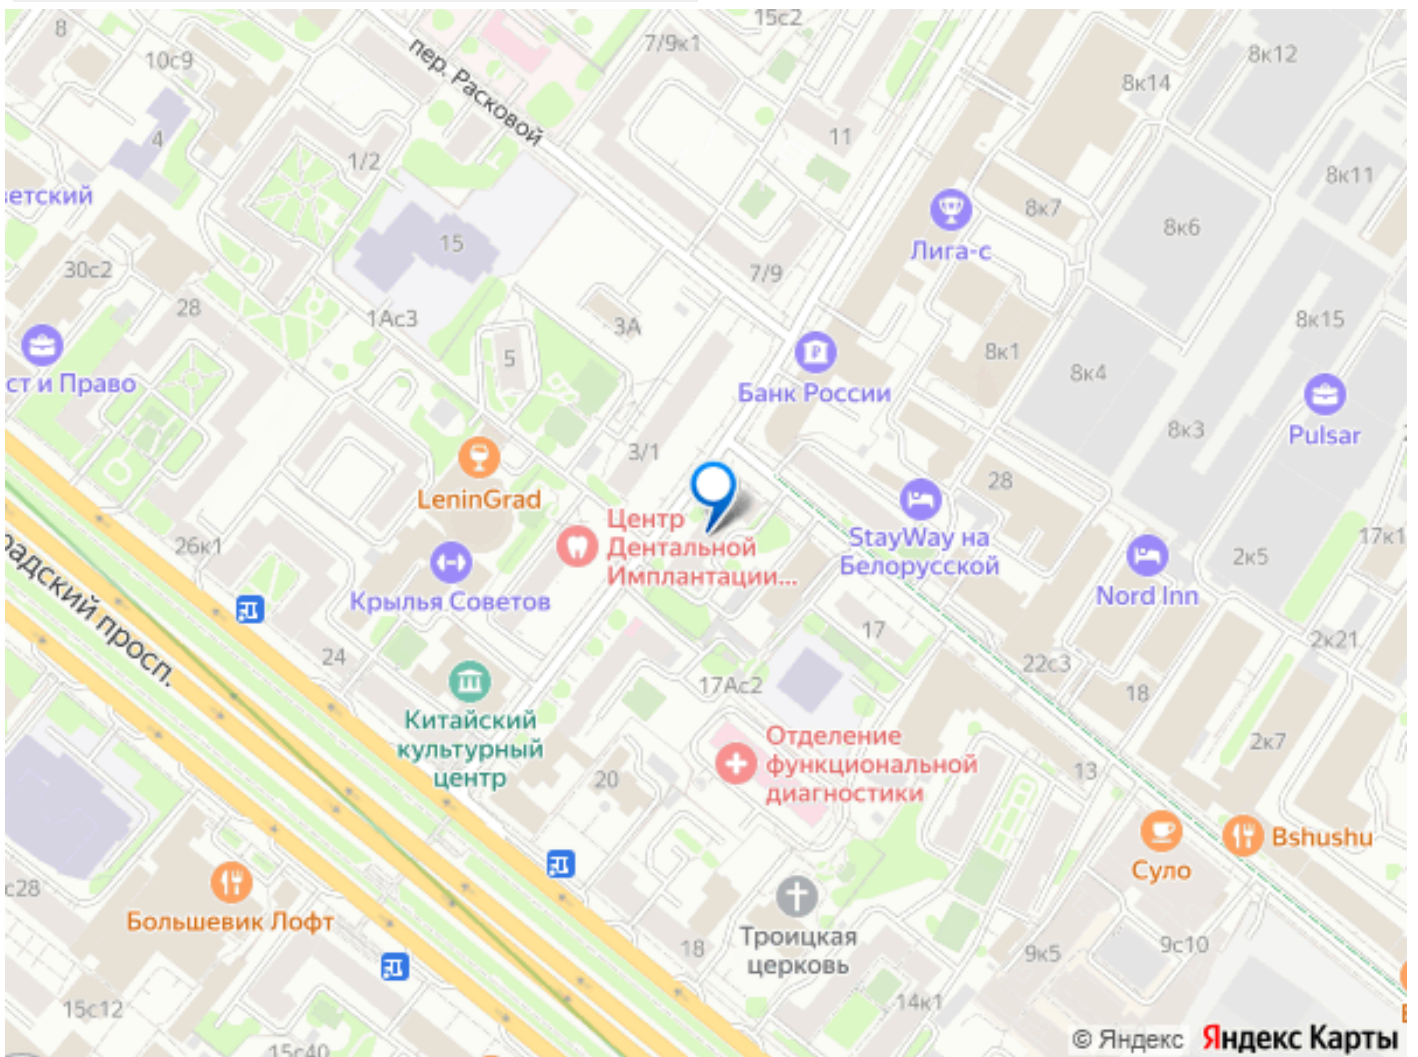 8
10с9
4
1/2
пер. Расковой
7/9к1
15с2
11
8к14
8к12
8к11
8к7
8к6
Лига-с
етский
15
30с2
28
1Ас3
3А
7/9
5
8к15
8к1
8к4
ст и Право
Банк России
8к3
Pulsar
3/1
LeninGrad
28
26к1
Центр
Дентальной
Имплантации...
StayWay на
Белорусской
17к1
2к5
Nord Inn
Крылья Советов
адский просп.
24
17
2к21
22с3
18
17Ас2
Китайский
культурный
центр
Отделение
функциональной
диагностики
2к7
13
20
Bshushu
Суло
с28
Большевик Лофт
18
Троицкая
церковь
9к5
9с10
14к1
15с12
15с40
© Яндекс Яндекс Карты